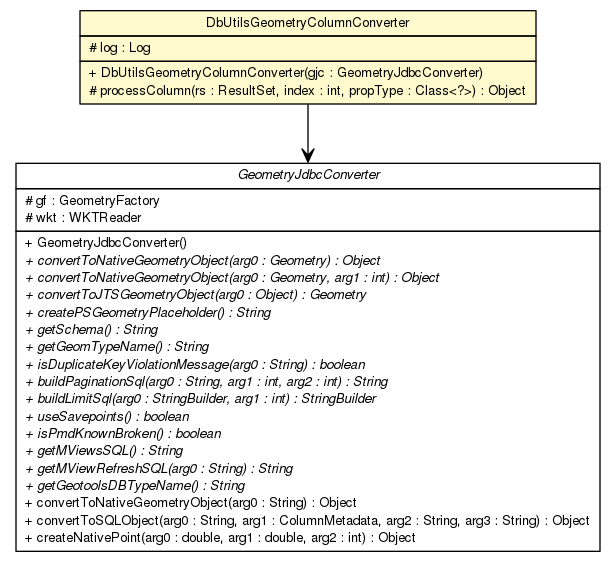 DbUtilsGeometryColumnConverter
# log : Log
+ DbUtilsGeometryColumnConverter(gjc : GeometryJdbcConverter)
# processColumn(rs : ResultSet, index : int, propType : Class<?>) : Object
GeometryJdbcConverter
# gf : GeometryFactory
# wkt : WKTReader
+ GeometryJdbcConverter()
+ convertToNativeGeometryObject(arg0 : Geometry) : Object
+ convertToNativeGeometryObject(arg0 : Geometry, arg1 : int) : Object
+ convertToJTSGeometryObject(arg0 : Object) : Geometry
+ createPSGeometryPlaceholder() : String
+ getSchema() : String
+ getGeomTypeName() : String
+ isDuplicateKeyViolationMessage(arg0 : String) : boolean
+ buildPaginationSql(arg0 : String, arg1 : int, arg2 : int) : String
+ buildLimitSql(arg0 : StringBuilder, arg1 : int) : StringBuilder
+ useSavepoints() : boolean
+ isPmdKnownBroken() : boolean
+ getMViewsSQL() : String
+ getMViewRefreshSQL(arg0 : String) : String
+ getGeotoolsDBTypeName() : String
+ convertToNativeGeometryObject(arg0 : String) : Object
+ convertToSQLObject(arg0 : String, arg1 : ColumnMetadata, arg2 : String, arg3 : String) : Object
+ createNativePoint(arg0 : double, arg1 : double, arg2 : int) : Object